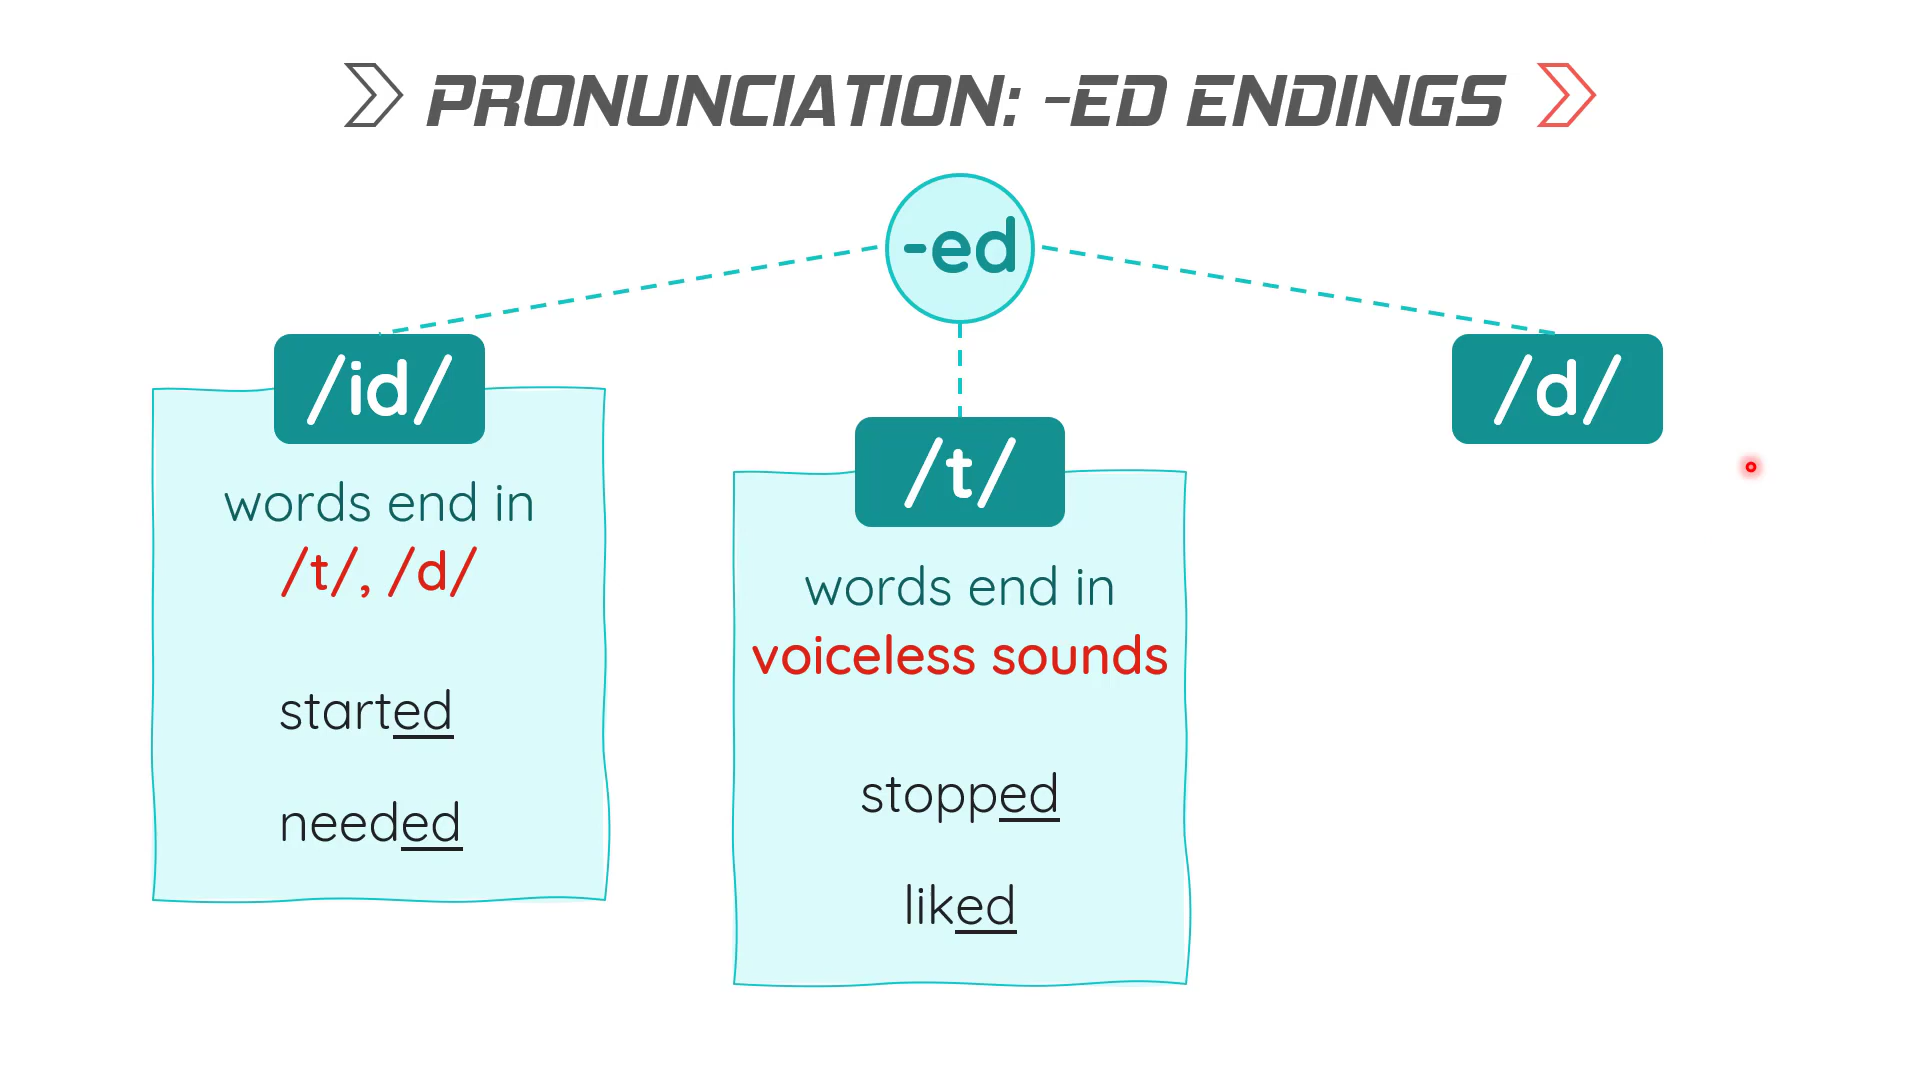 PRONUNCIATION: -ED ENDINGS
-ed
/id/
words end in
/t/, /d/
started
needed
/t/
words end in
voiceless sounds
stopped
liked
/d/